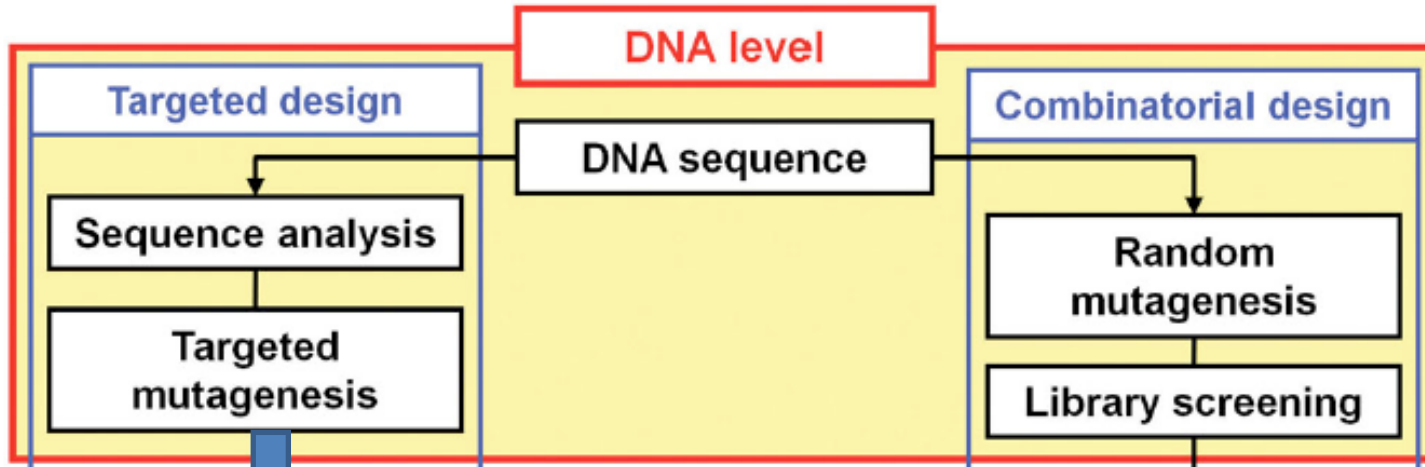 DNA level
Targeted design
Combinatorial design
DNA sequence
Sequence analysis
Random
mutagenesis
Targeted
mutagenesis
Library screening